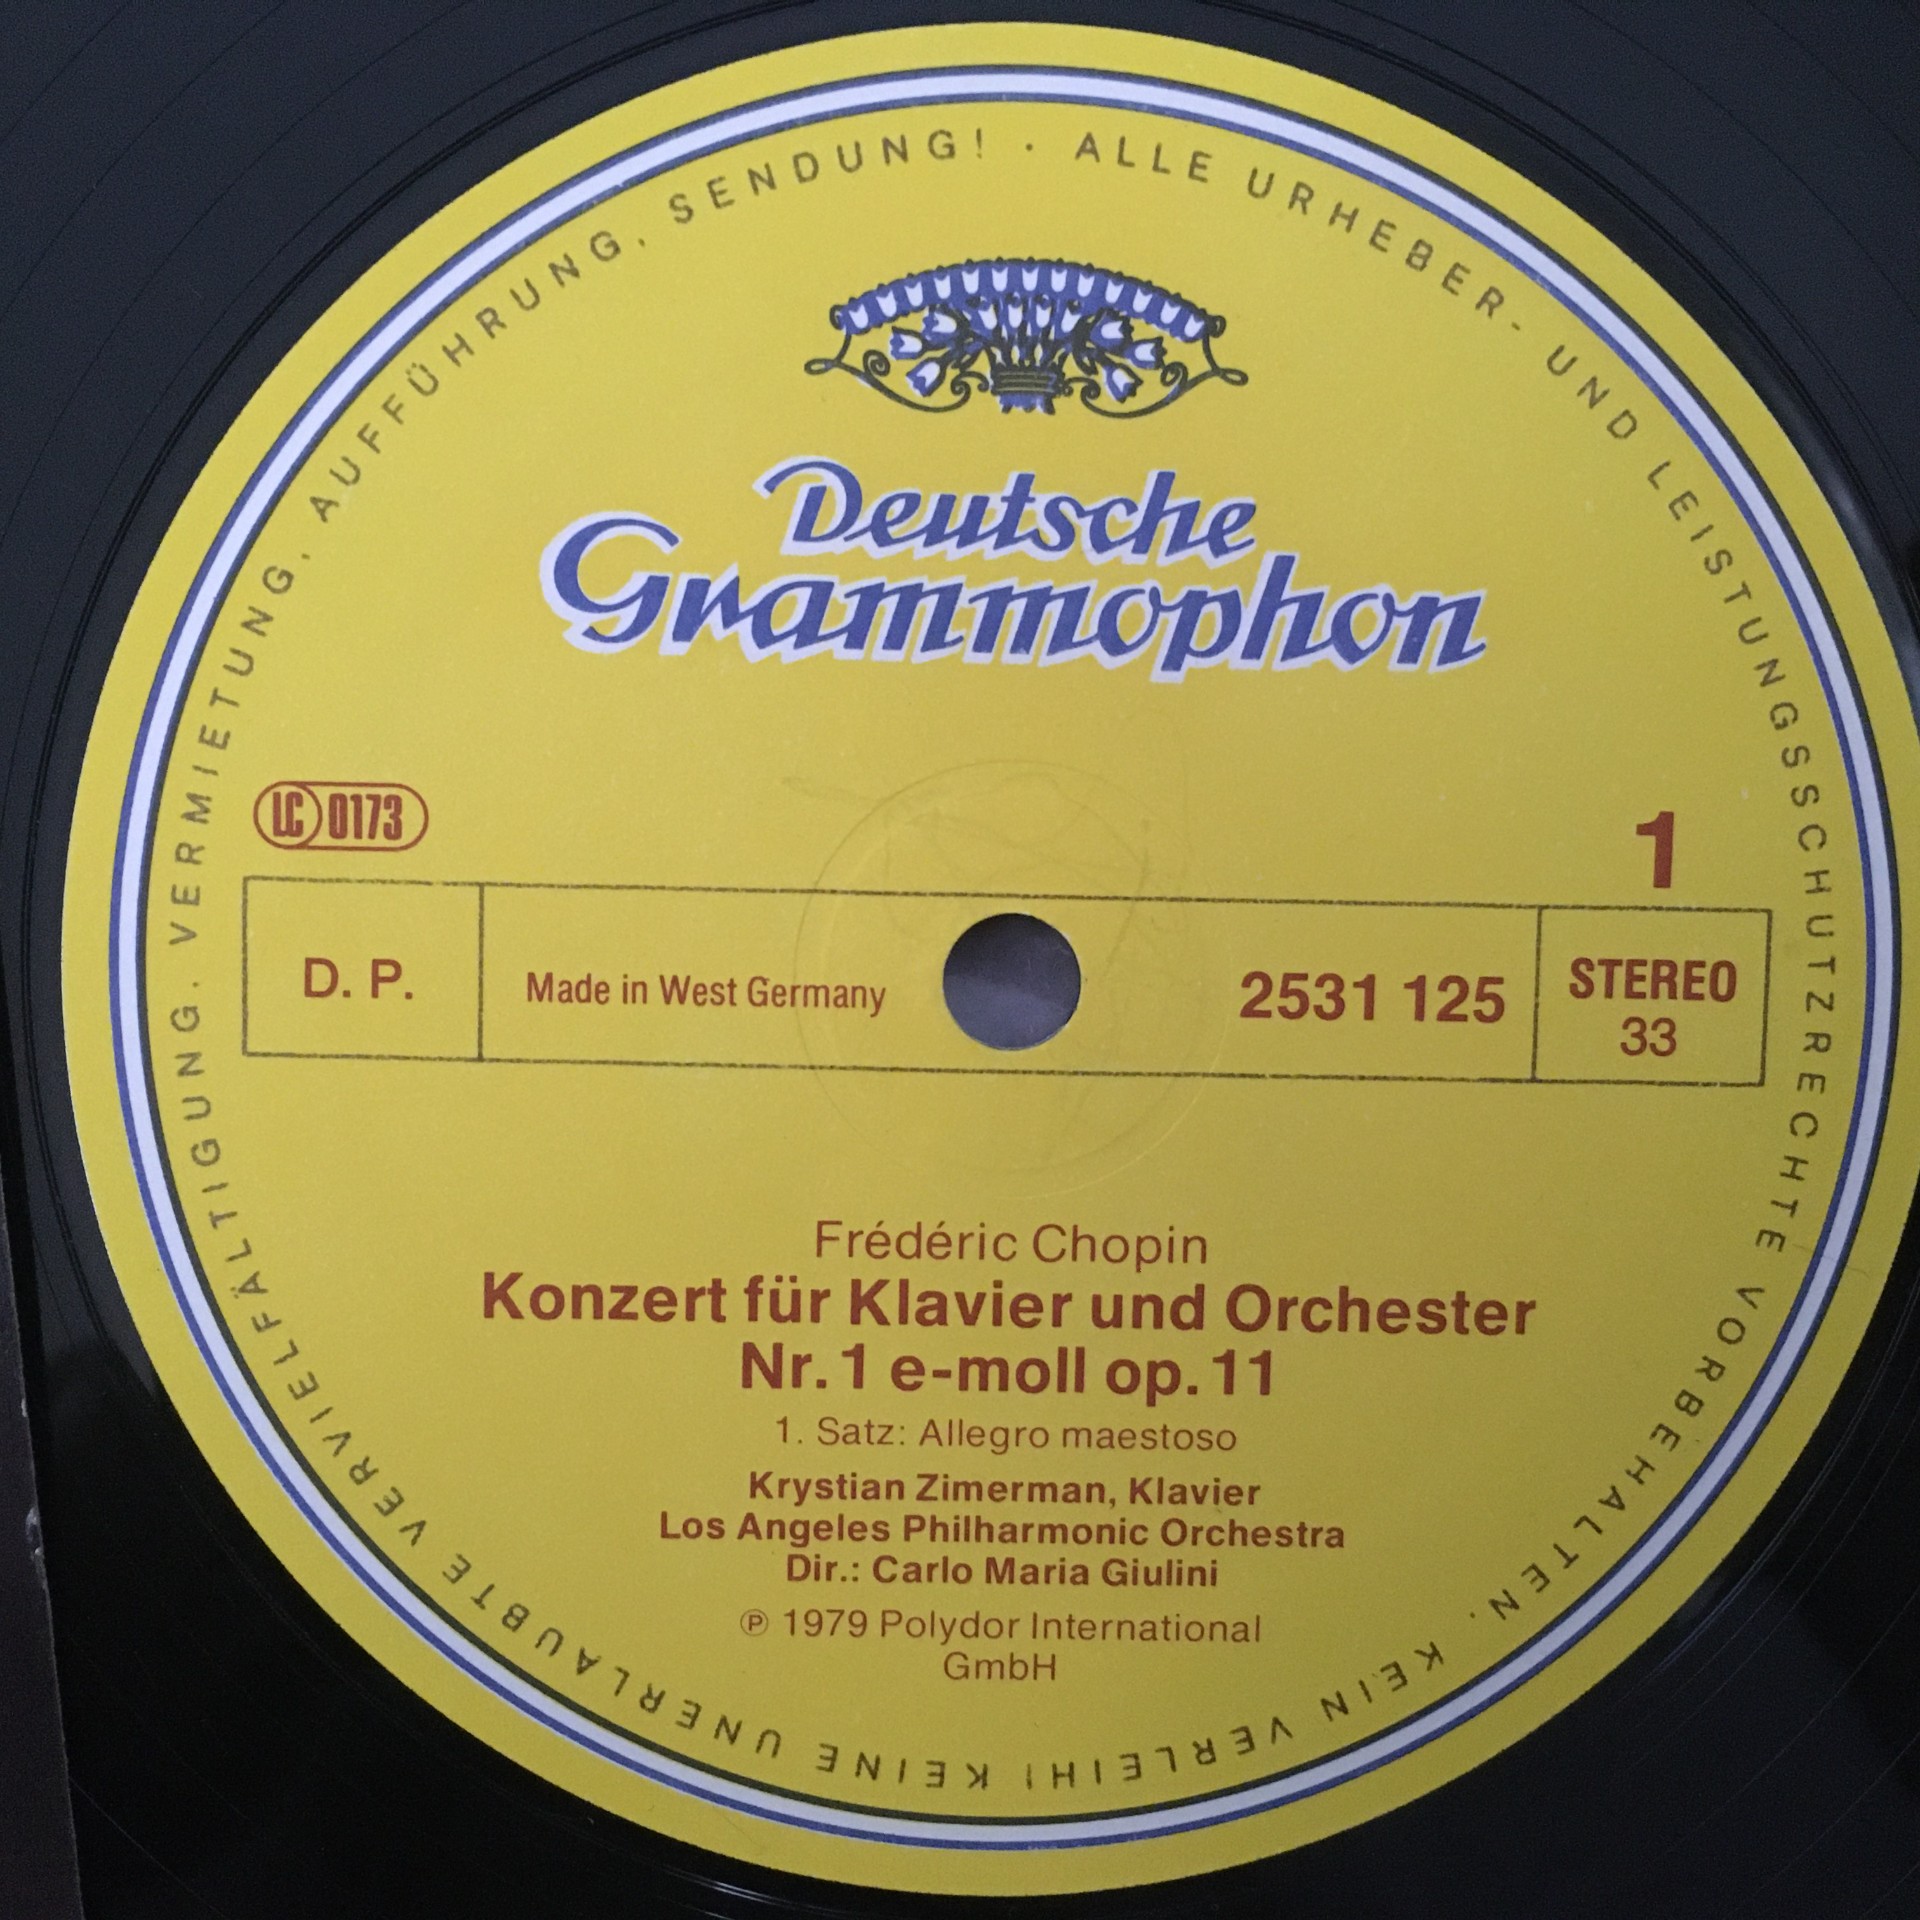 ALLE URHEBER- UND LEISTUNGSSCHUTZRECHTE VORBEHALTEN. KEIN VERLEIH! KEINE UNERLAUBTE VERVIELFÄLTIGUNG. VERMIETUNG, AUFFÜHRUNG, SENDUNG! ·
Deutsche
Grammophon
LC 0173
1
D. P.
Made in West Germany
2531 125
STEREO
33
Frédéric Chopin
Konzert für Klavier und Orchester
Nr. 1 e-moll op. 11
1. Satz: Allegro maestoso
Krystian Zimerman, Klavier
Los Angeles Philharmonic Orchestra
Dir.: Carlo Maria Giulini
℗ 1979 Polydor International
GmbH